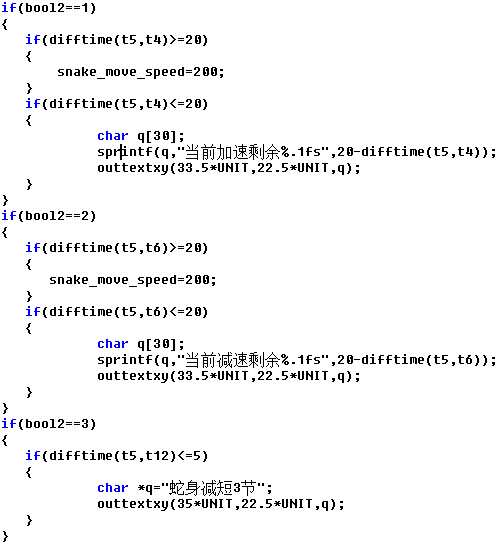 if(bool2==1)
{
if(difftime(t5,t4)>=20)
{
snake_move_speed=200;
}
if(difftime(t5,t4)<=20)
{
char q[30];
sprintf(q,"当前加速剩余%.1fs",20-difftime(t5,t4));
outtextxy(33.5*UNIT,22.5*UNIT,q);
}
}
if(bool2==2)
{
if(difftime(t5,t6)>=20)
{
snake_move_speed=200;
}
if(difftime(t5,t6)<=20)
{
char q[30];
sprintf(q,"当前减速剩余%.1fs",20-difftime(t5,t6));
outtextxy(33.5*UNIT,22.5*UNIT,q);
}
}
if(bool2==3)
{
if(difftime(t5,t12)<=5)
{
char *q="蛇身减短3节";
outtextxy(35*UNIT,22.5*UNIT,q);
}
}